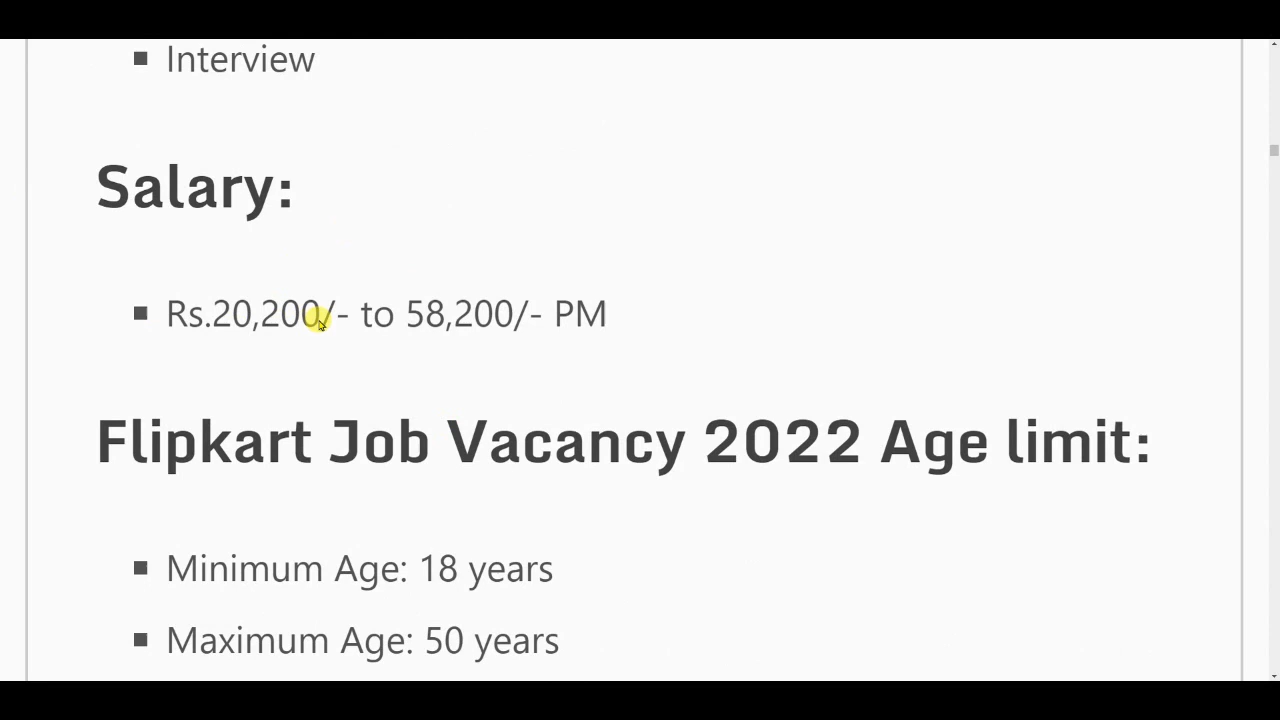 Interview
Salary:
Rs.20,200/- to 58,200/- PM
Flipkart Job Vacancy 2022 Age limit:
Minimum Age: 18 years
Maximum Age: 50 years